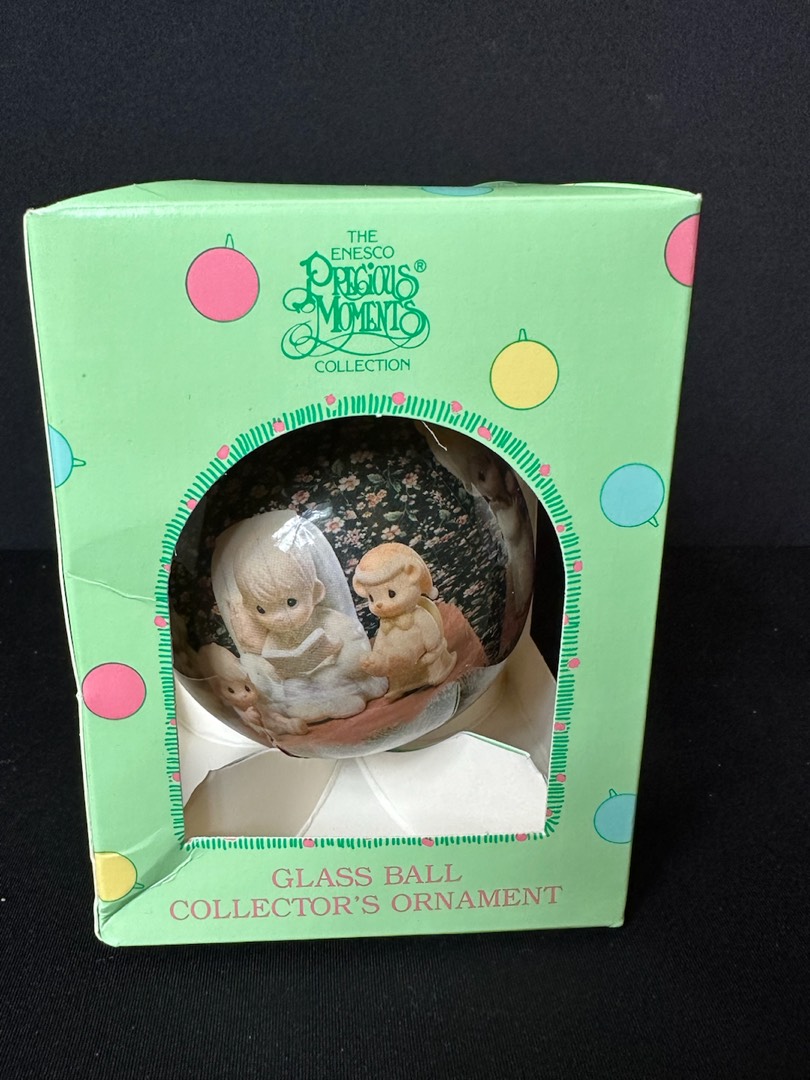 THE
ENESCO
PRECIOUS®
MOMENTS
COLLECTION
GLASS BALL
COLLECTOR'S ORNAMENT